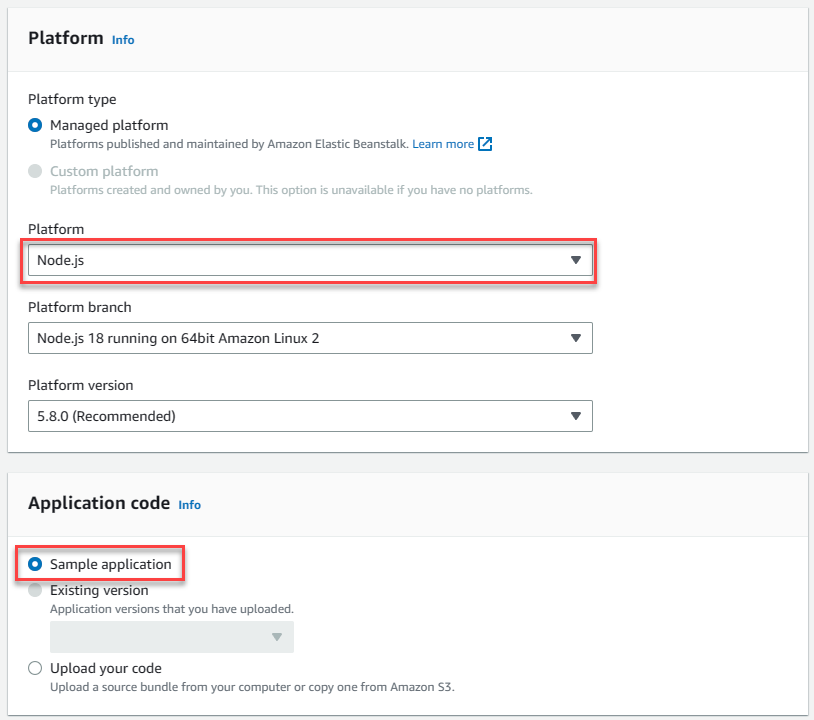 Platform Info
Platform type
Managed platform
Platforms published and maintained by Amazon Elastic Beanstalk. Learn more
Custom platform
Platforms created and owned by you. This option is unavailable if you have no platforms.
Platform
Node.js
Platform branch
Node.js 18 running on 64bit Amazon Linux 2
Platform version
5.8.0 (Recommended)
Application code Info
Sample application
Existing version
Application versions that you have uploaded.
Upload your code
Upload a source bundle from your computer or copy one from Amazon S3.